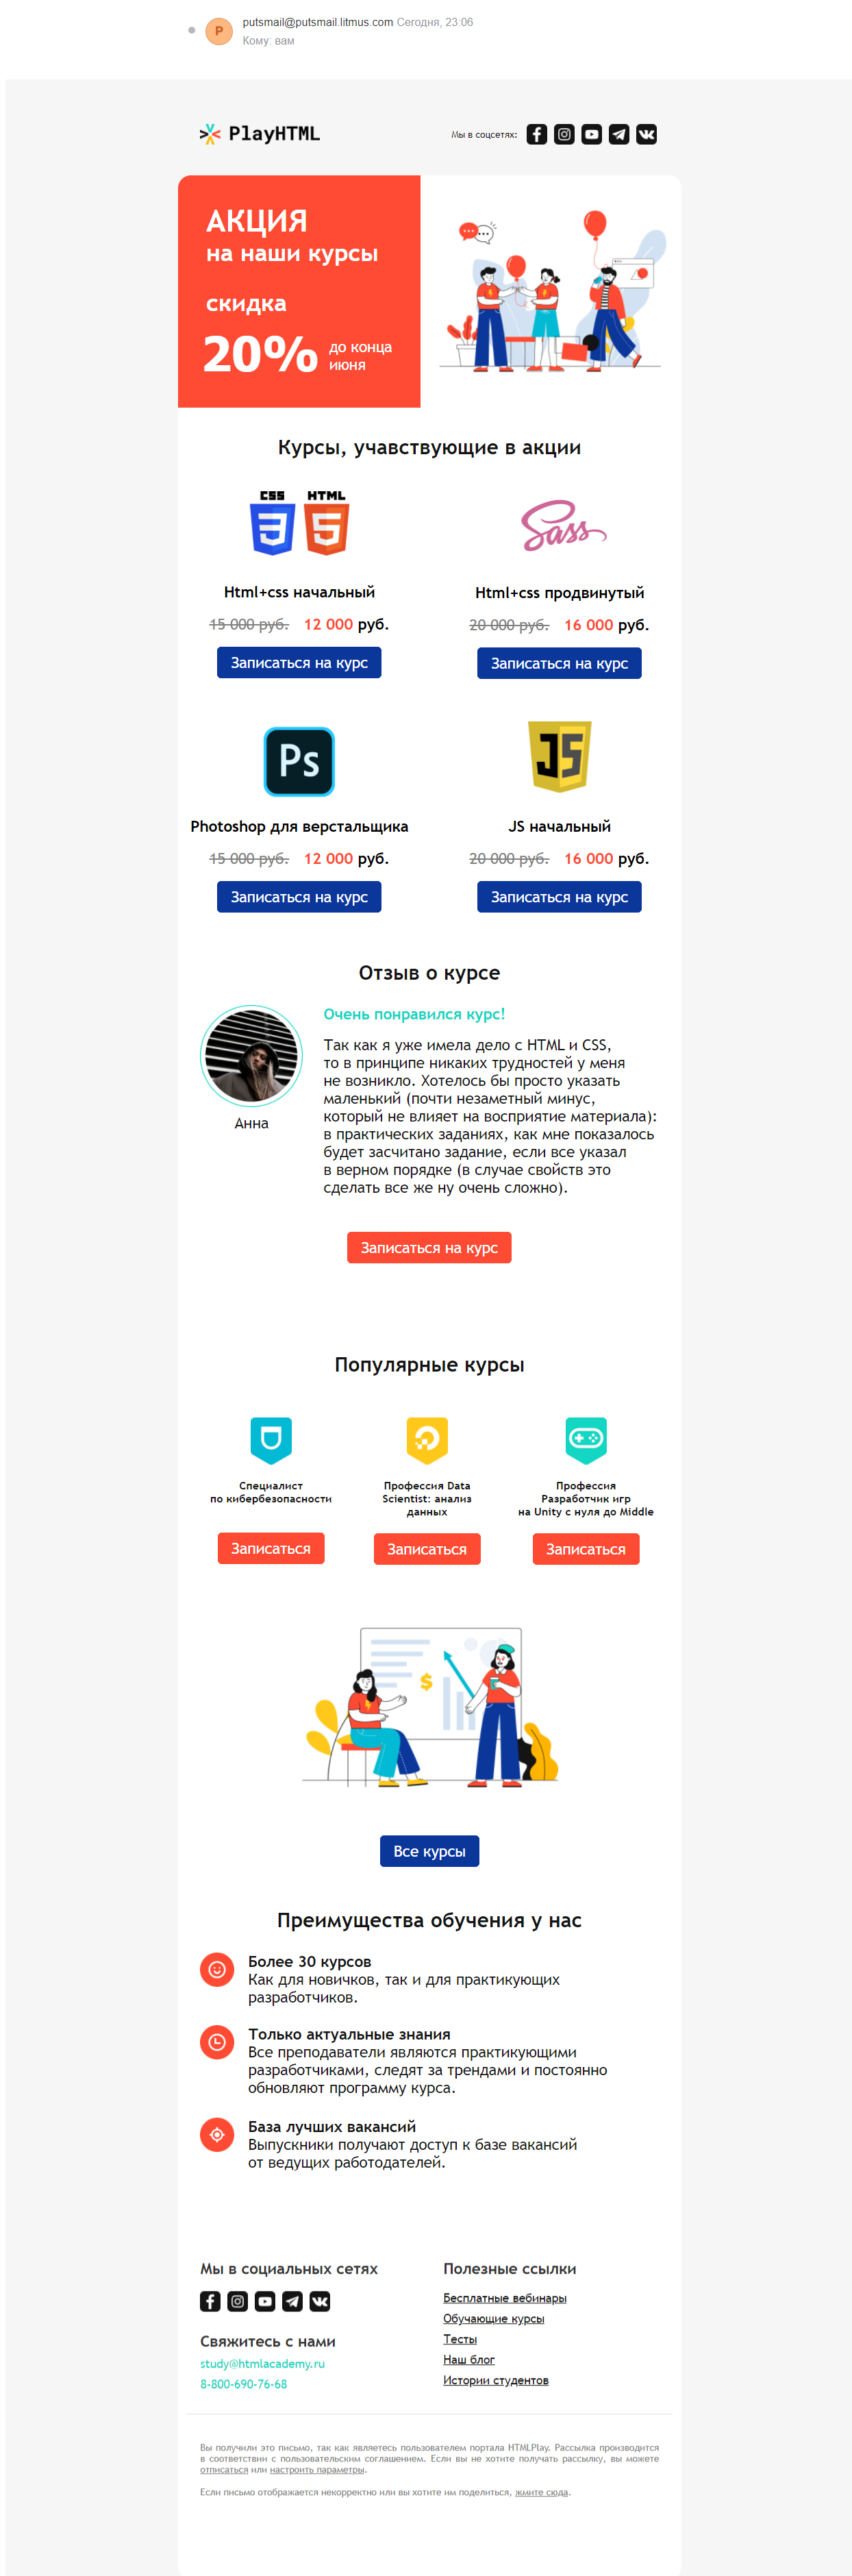 P
putsmail@putsmail.litmus.com Сегодня, 23:06
Кому: вам
PlayHTML
Мы в соцсетях:
АКЦИЯ
на наши курсы
скидка
20% до конца
июня
Курсы, учавствующие в акции
CSS HTML
3 5
Sass
Html+css начальный
15 000 руб. 12 000 руб.
Записаться на курс
Html+css продвинутый
20 000 руб. 16 000 руб.
Записаться на курс
Ps
Photoshop для верстальщика
15 000 руб. 12 000 руб.
Записаться на курс
JS
JS начальный
20 000 руб. 16 000 руб.
Записаться на курс
Отзыв о курсе
Анна
Очень понравился курс!
Так как я уже имела дело с HTML и CSS,
то в принципе никаких трудностей у меня
не возникло. Хотелось бы просто указать
маленький (почти незаметный минус,
который не влияет на восприятие материала):
в практических заданиях, как мне показалось
будет засчитано задание, если все указал
в верном порядке (в случае свойств это
сделать все же ну очень сложно).
Записаться на курс
Популярные курсы
Специалист
по кибербезопасности
Записаться
Профессия Data
Scientist: анализ
данных
Записаться
Профессия
Разработчик игр
на Unity с нуля до Middle
Записаться
$
Все курсы
Преимущества обучения у нас
Более 30 курсов
Как для новичков, так и для практикующих
разработчиков.
Только актуальные знания
Все преподаватели являются практикующими
разработчиками, следят за трендами и постоянно
обновляют программу курса.
База лучших вакансий
Выпускники получают доступ к базе вакансий
от ведущих работодателей.
Мы в социальных сетях
Свяжитесь с нами
study@htmlacademy.ru
8-800-690-76-68
Полезные ссылки
Бесплатные вебинары
Обучающие курсы
Тесты
Наш блог
Истории студентов
Вы получили это письмо, так как являетесь пользователем портала HTMLPlay. Рассылка производится
в соответствии с пользовательским соглашением. Если вы не хотите получать рассылку, вы можете
отписаться или настроить параметры.
Если письмо отображается некорректно или вы хотите им поделиться, жмите сюда.